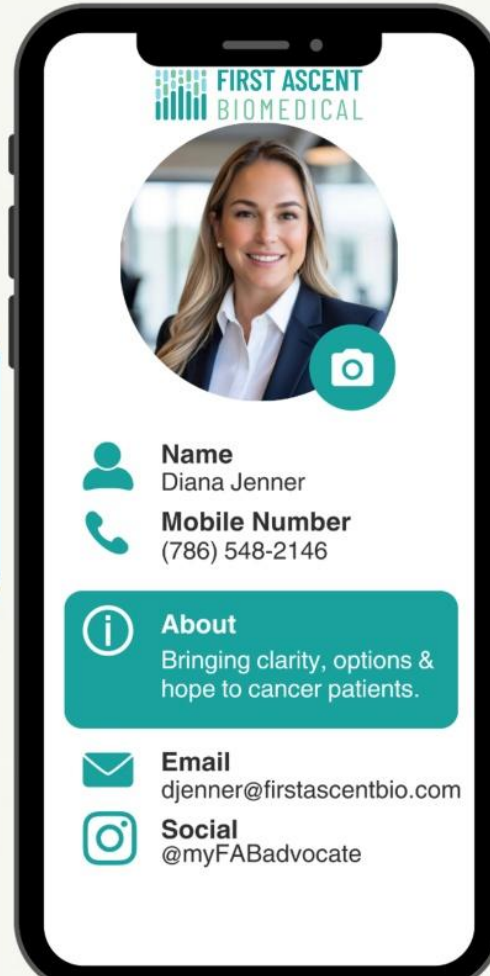 FIRST ASCENT
BIOMEDICAL
Name
Diana Jenner
Mobile Number
(786) 548-2146
About
Bringing clarity, options &
hope to cancer patients.
Email
djenner@firstascentbio.com
Social
@myFABadvocate